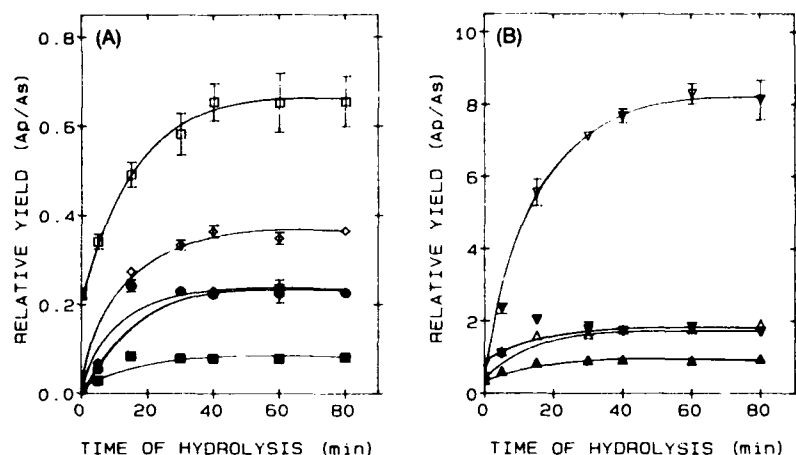 (A)
RELATIVE YIELD (Ap/As)
0.8
0.6
0.4
0.2
0.0
0 20 40 60 80
TIME OF HYDROLYSIS (min)
(B)
RELATIVE YIELD (Ap/As)
10
8
6
4
2
0
0 20 40 60 80
TIME OF HYDROLYSIS (min)